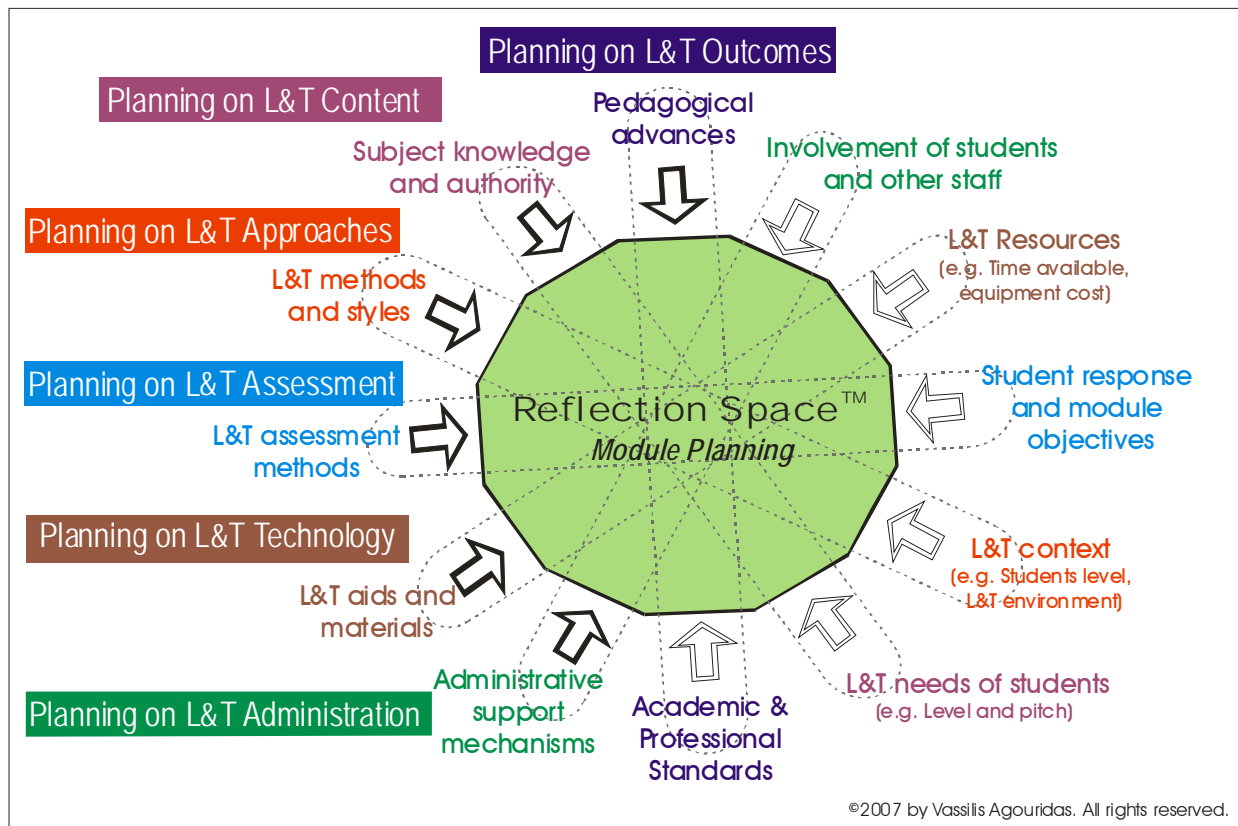 Planning on L&T Outcomes
Planning on L&T Content
Pedagogical
advances
Subject knowledge
and authority
Involvement of students
and other staff
Planning on L&T Approaches
L&T methods
and styles
L&T Resources
(e.g. Time available,
equipment cost)
Planning on L&T Assessment
L&T assessment
methods
Student response
and module
objectives
Reflection Space™
Module Planning
Planning on L&T Technology
L&T aids and
materials
L&T context
(e.g. Students level,
L&T environment)
Planning on L&T Administration
Administrative
support
mechanisms
Academic &
Professional
Standards
L&T needs of students
(e.g. Level and pitch)
©2007 by Vassilis Agouridas. All rights reserved.